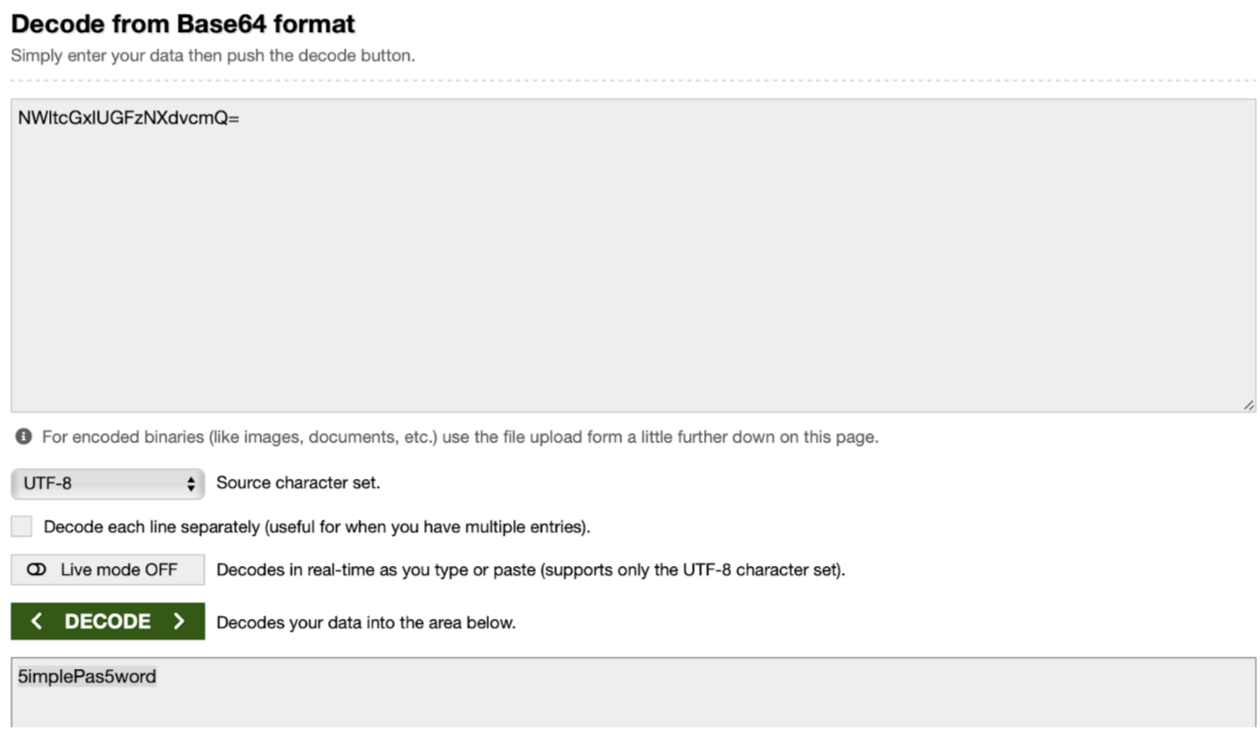 Decode from Base64 format
Simply enter your data then push the decode button.
NWltcGxlUGFzNXdvcmQ=
For encoded binaries (like images, documents, etc.) use the file upload form a little further down on this page.
UTF-8 Source character set.
Decode each line separately (useful for when you have multiple entries).
Live mode OFF Decodes in real-time as you type or paste (supports only the UTF-8 character set).
< DECODE > Decodes your data into the area below.
5implePas5word